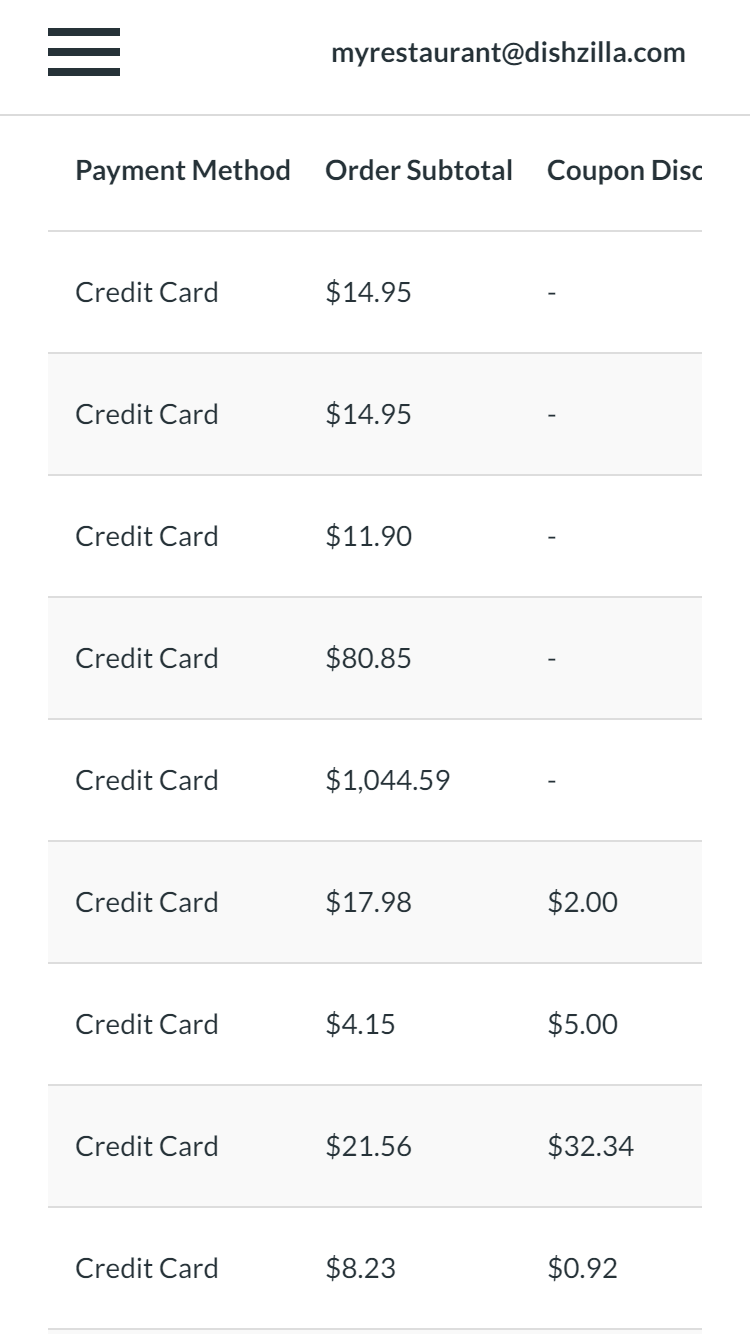 myrestaurant@dishzilla.com
Payment Method Order Subtotal Coupon Disc
Credit Card $14.95 -
Credit Card $14.95 -
Credit Card $11.90 -
Credit Card $80.85 -
Credit Card $1,044.59 -
Credit Card $17.98 $2.00
Credit Card $4.15 $5.00
Credit Card $21.56 $32.34
Credit Card $8.23 $0.92